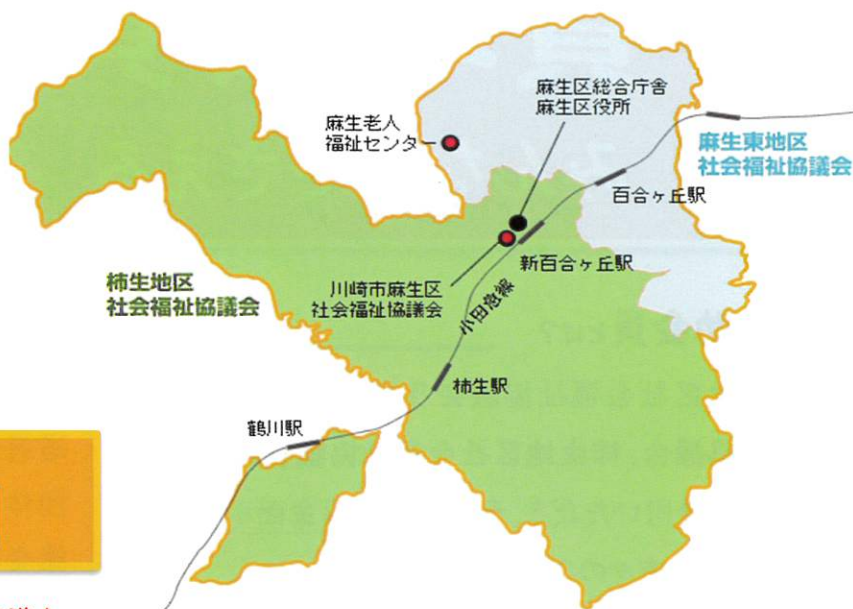 麻生区総合庁舎
麻生区役所
麻生老人
福祉センター
麻生東地区
社会福祉協議会
百合ヶ丘駅
新百合ヶ丘駅
川崎市麻生区
社会福祉協議会
柿生地区
社会福祉協議会
小田急線
柿生駅
鶴川駅